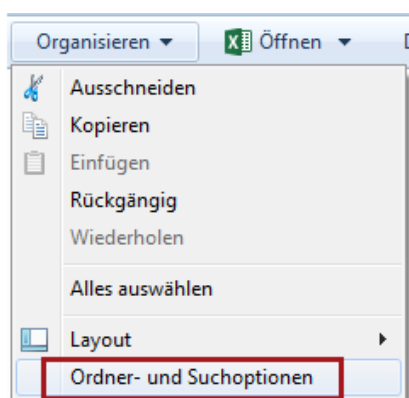 Organisieren Öffnen
Ausschneiden
Kopieren
Einfügen
Rückgängig
Wiederholen
Alles auswählen
Layout
Ordner- und Suchoptionen